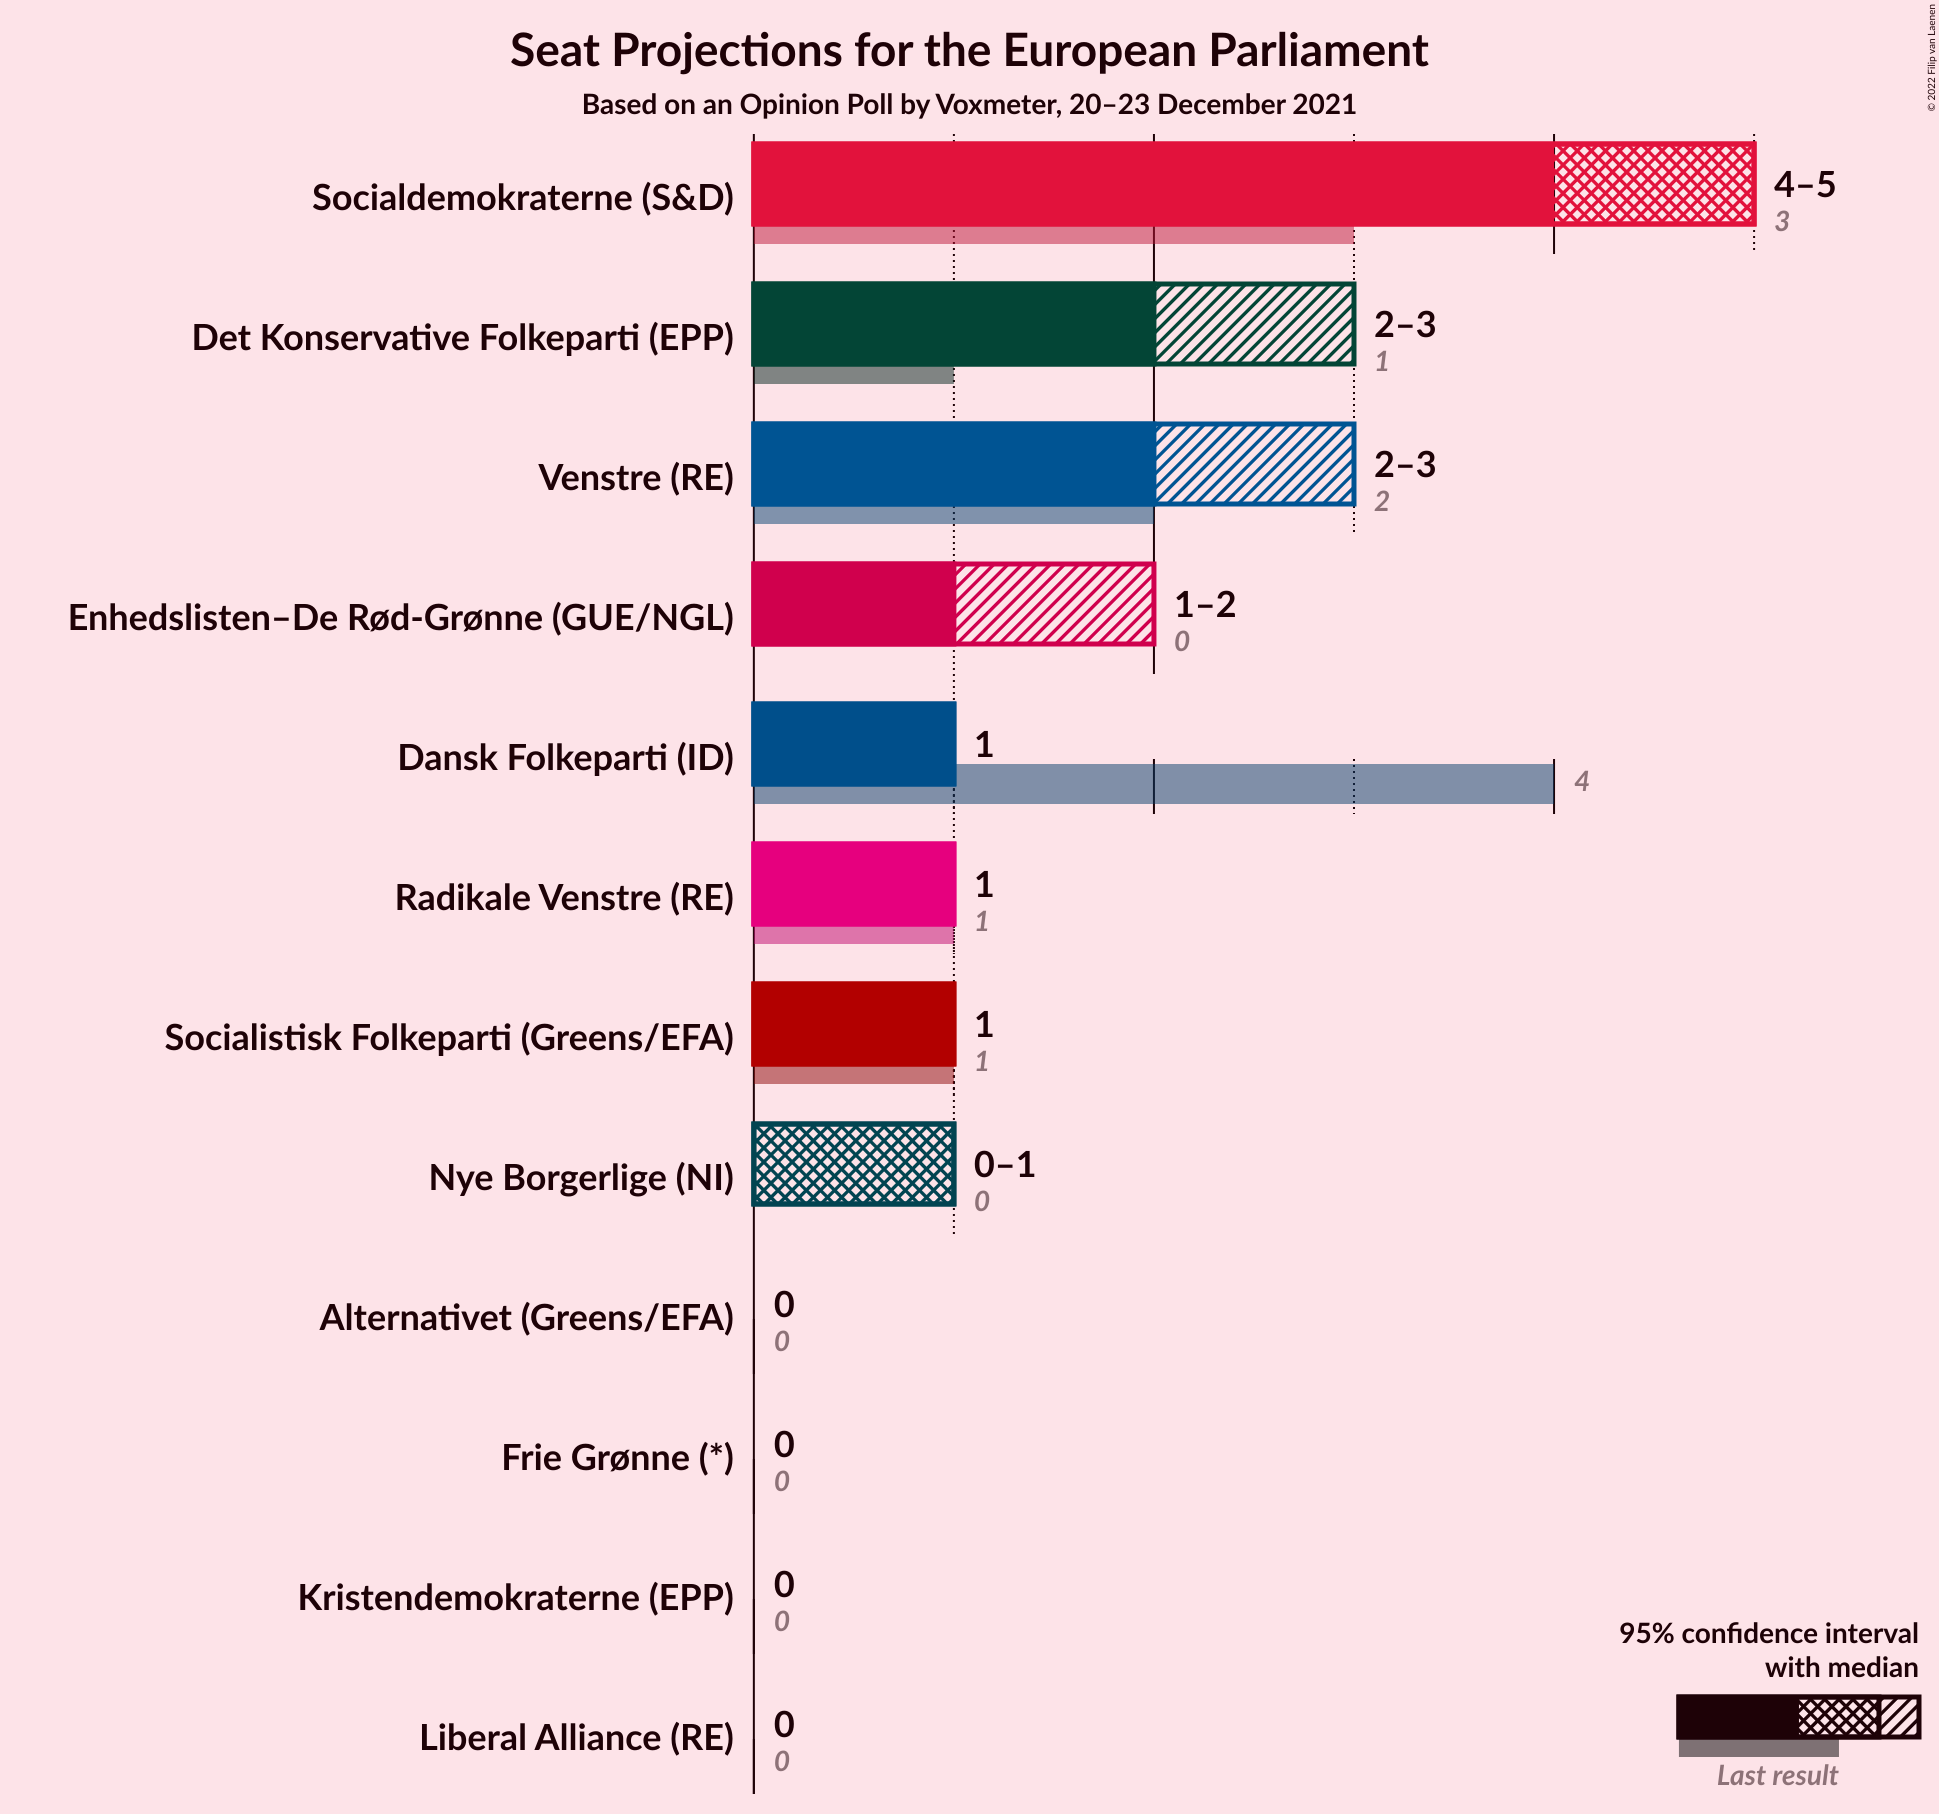 Seat Projections for the European Parliament
Based on an Opinion Poll by Voxmeter, 20–23 December 2021
© 2022 Filip van Laenen
Socialdemokraterne (S&D)
4–5
3
Det Konservative Folkeparti (EPP)
2–3
1
Venstre (RE)
2–3
2
Enhedslisten–De Rød-Grønne (GUE/NGL)
1–2
0
Dansk Folkeparti (ID)
1
4
Radikale Venstre (RE)
1
1
Socialistisk Folkeparti (Greens/EFA)
1
1
Nye Borgerlige (NI)
0–1
0
Alternativet (Greens/EFA)
0
0
Frie Grønne (*)
0
0
Kristendemokraterne (EPP)
0
0
Liberal Alliance (RE)
0
0
95% confidence interval
with median
Last result